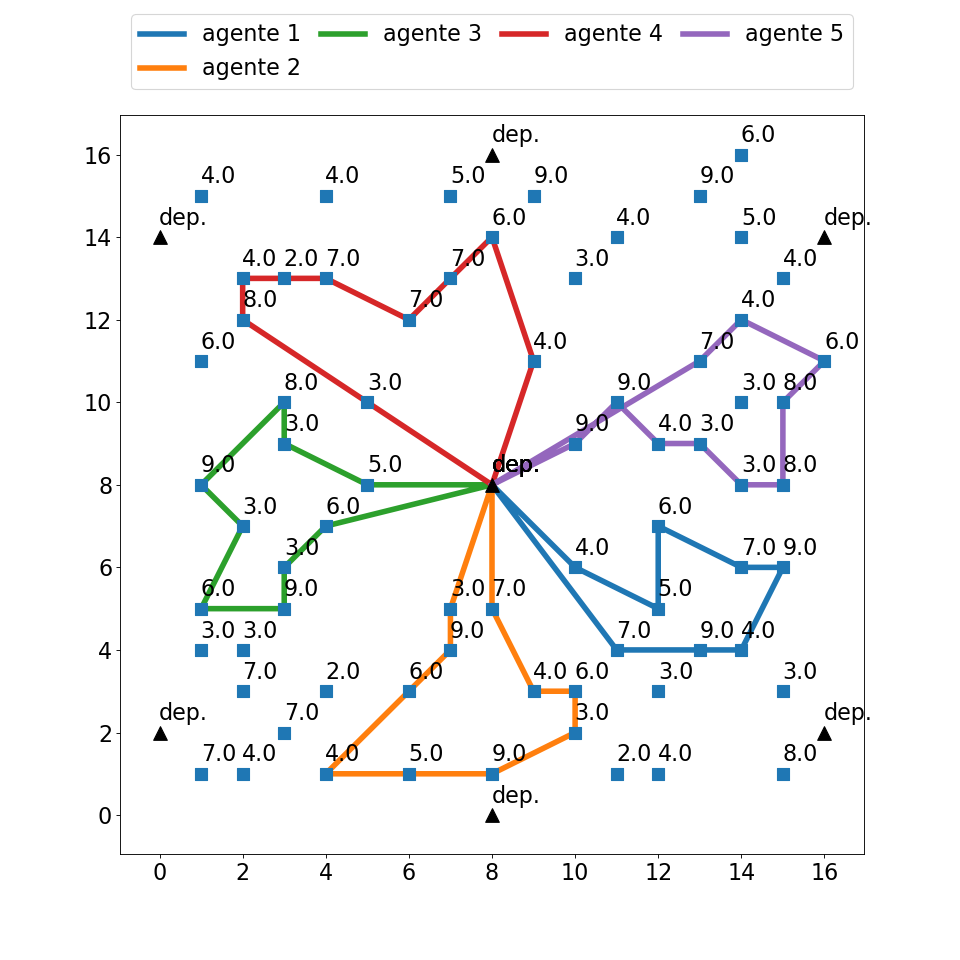 agente 1 agente 3 agente 4 agente 5
agente 2
6.0
dep.
16
4.0 4.0 5.0 9.0 9.0
dep. 6.0 4.0 5.0 dep.
14
4.0 2.0 7.0 7.0 3.0 4.0
8.0 7.0 4.0
12
6.0 4.0 7.0 6.0
8.0 3.0 9.0 3.0 8.0
10
3.0 9.0 4.0 3.0
9.0 5.0 dep. 3.0 8.0
8
3.0 6.0 6.0
3.0 4.0 7.0 9.0
6
6.0 9.0 3.0 7.0 5.0
3.0 3.0 9.0 7.0 9.0 4.0
4
7.0 2.0 6.0 4.0 6.0 3.0 3.0
dep. 7.0 3.0 dep.
2
7.0 4.0 4.0 5.0 9.0 2.0 4.0 8.0
dep.
0
0 2 4 6 8 10 12 14 16